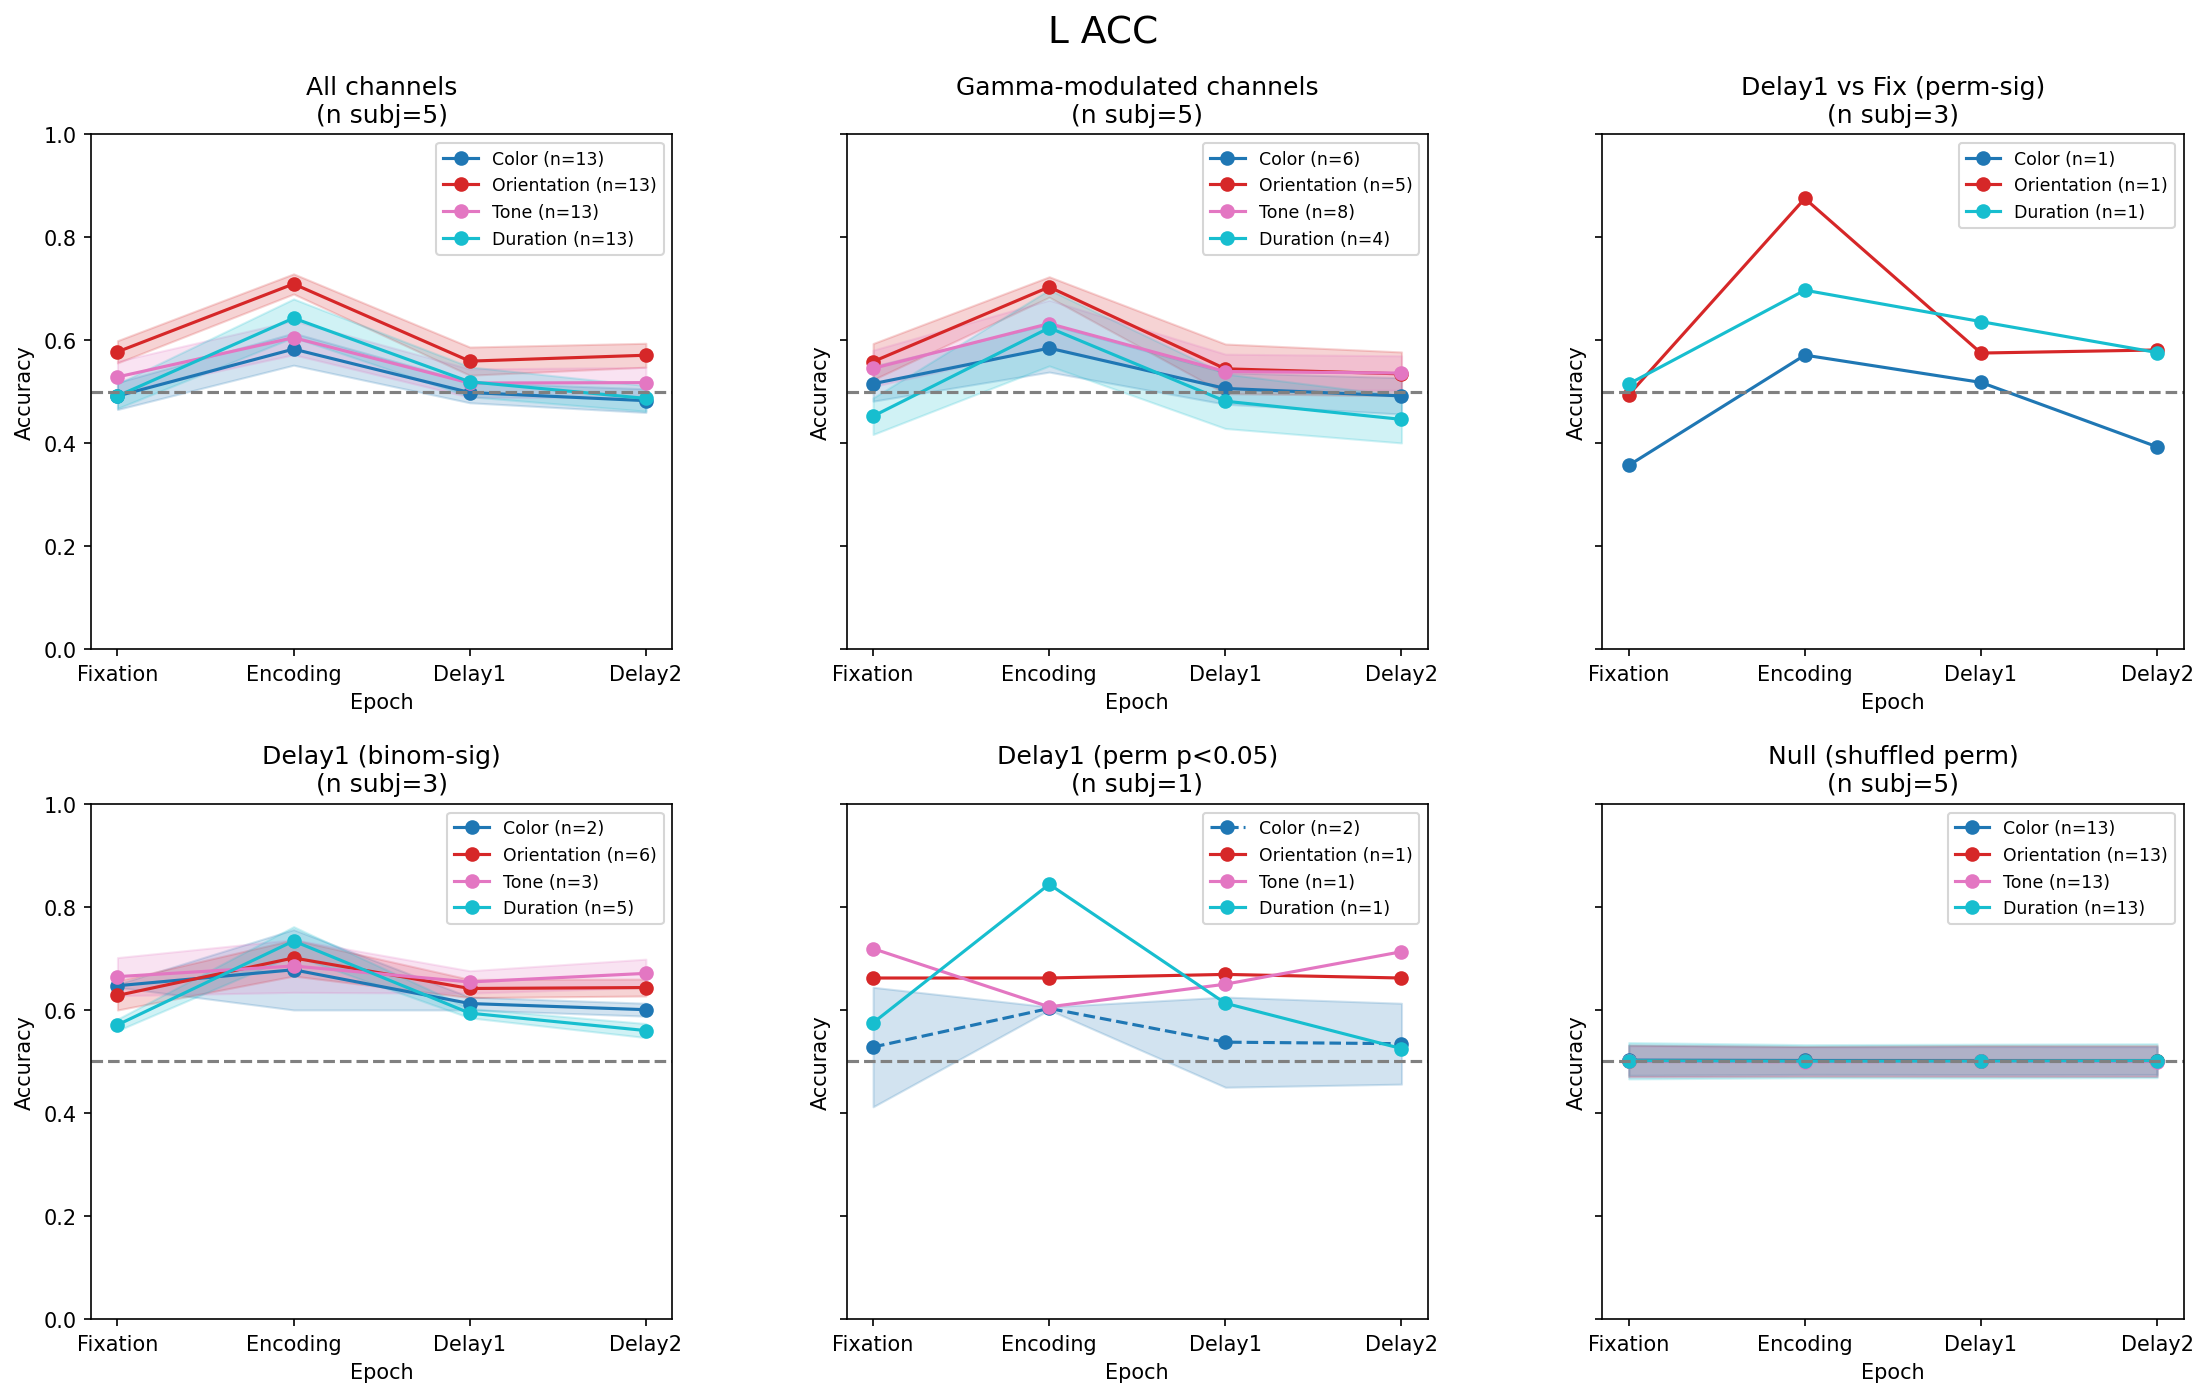 L ACC
All channels
(n subj=5)
Accuracy
1.0
0.8
0.6
0.4
0.2
0.0
Color (n=13)
Orientation (n=13)
Tone (n=13)
Duration (n=13)
Fixation Encoding Delay1 Delay2
Epoch
Gamma-modulated channels
(n subj=5)
Accuracy
Color (n=6)
Orientation (n=5)
Tone (n=8)
Duration (n=4)
Fixation Encoding Delay1 Delay2
Epoch
Delay1 vs Fix (perm-sig)
(n subj=3)
Accuracy
Color (n=1)
Orientation (n=1)
Duration (n=1)
Fixation Encoding Delay1 Delay2
Epoch
Delay1 (binom-sig)
(n subj=3)
Accuracy
1.0
0.8
0.6
0.4
0.2
0.0
Color (n=2)
Orientation (n=6)
Tone (n=3)
Duration (n=5)
Fixation Encoding Delay1 Delay2
Epoch
Delay1 (perm p<0.05)
(n subj=1)
Accuracy
Color (n=2)
Orientation (n=1)
Tone (n=1)
Duration (n=1)
Fixation Encoding Delay1 Delay2
Epoch
Null (shuffled perm)
(n subj=5)
Accuracy
Color (n=13)
Orientation (n=13)
Tone (n=13)
Duration (n=13)
Fixation Encoding Delay1 Delay2
Epoch